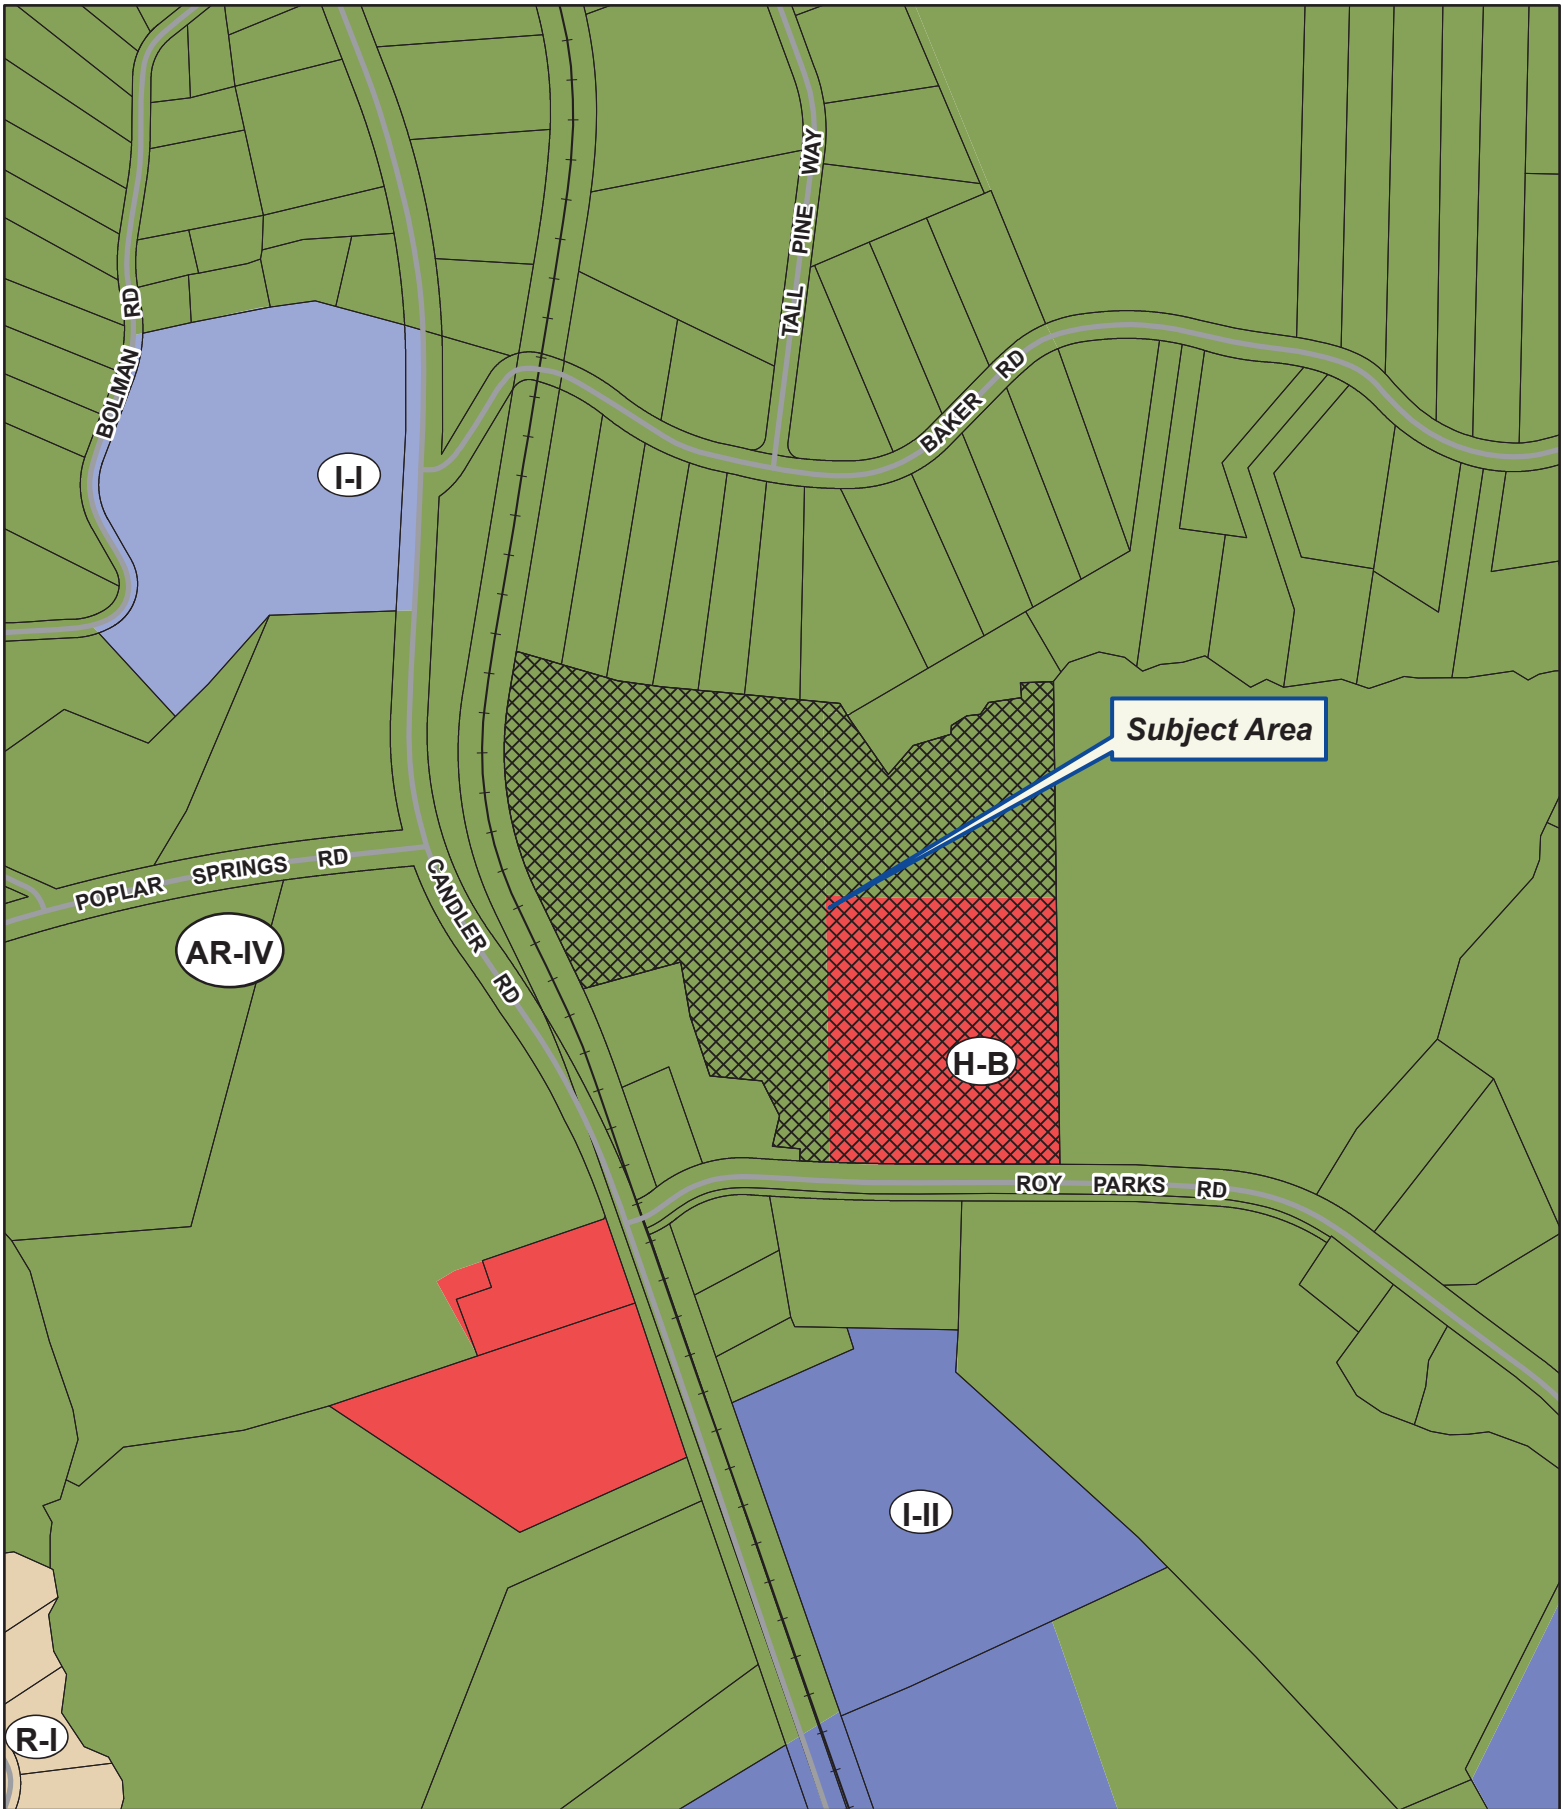 TALL PINE WAY
BOLMAN RD
BAKER RD
I-I
Subject Area
POPLAR SPRINGS RD
CANDLER RD
AR-IV
H-B
ROY PARKS RD
I-II
R-I